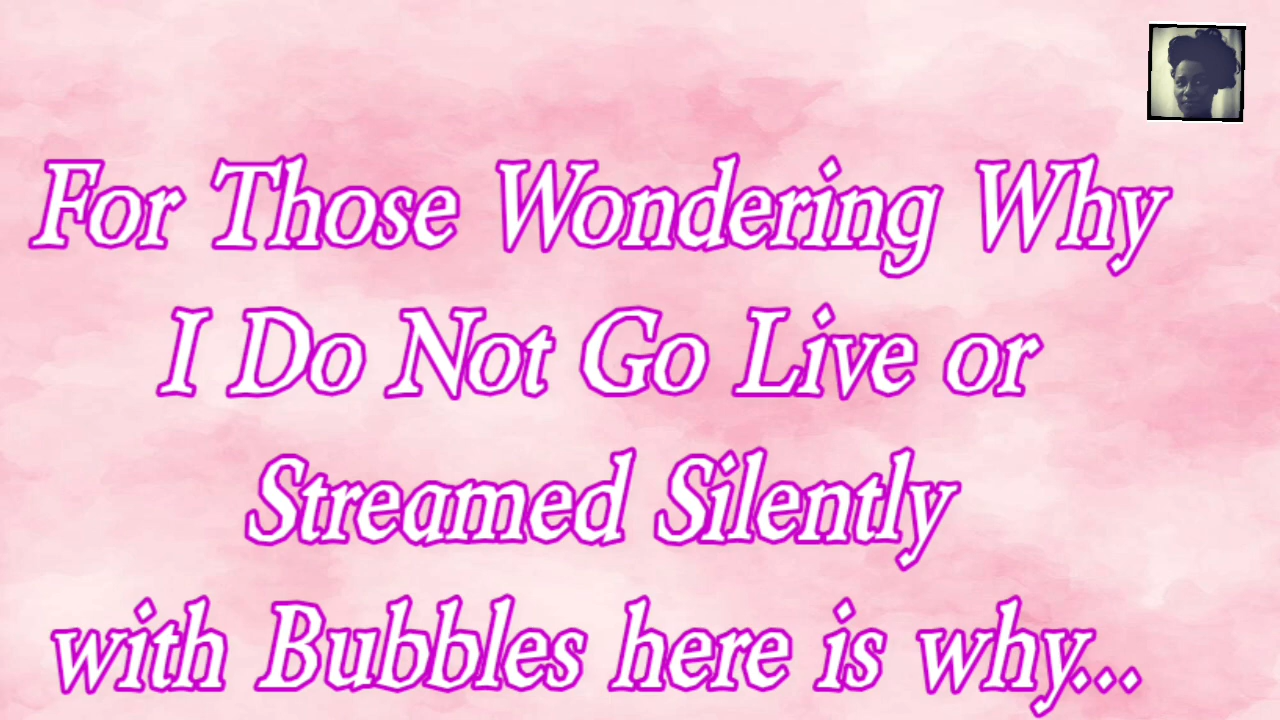 For Those Wondering Why
I Do Not Go Live or
Streamed Silently
with Bubbles here is why...